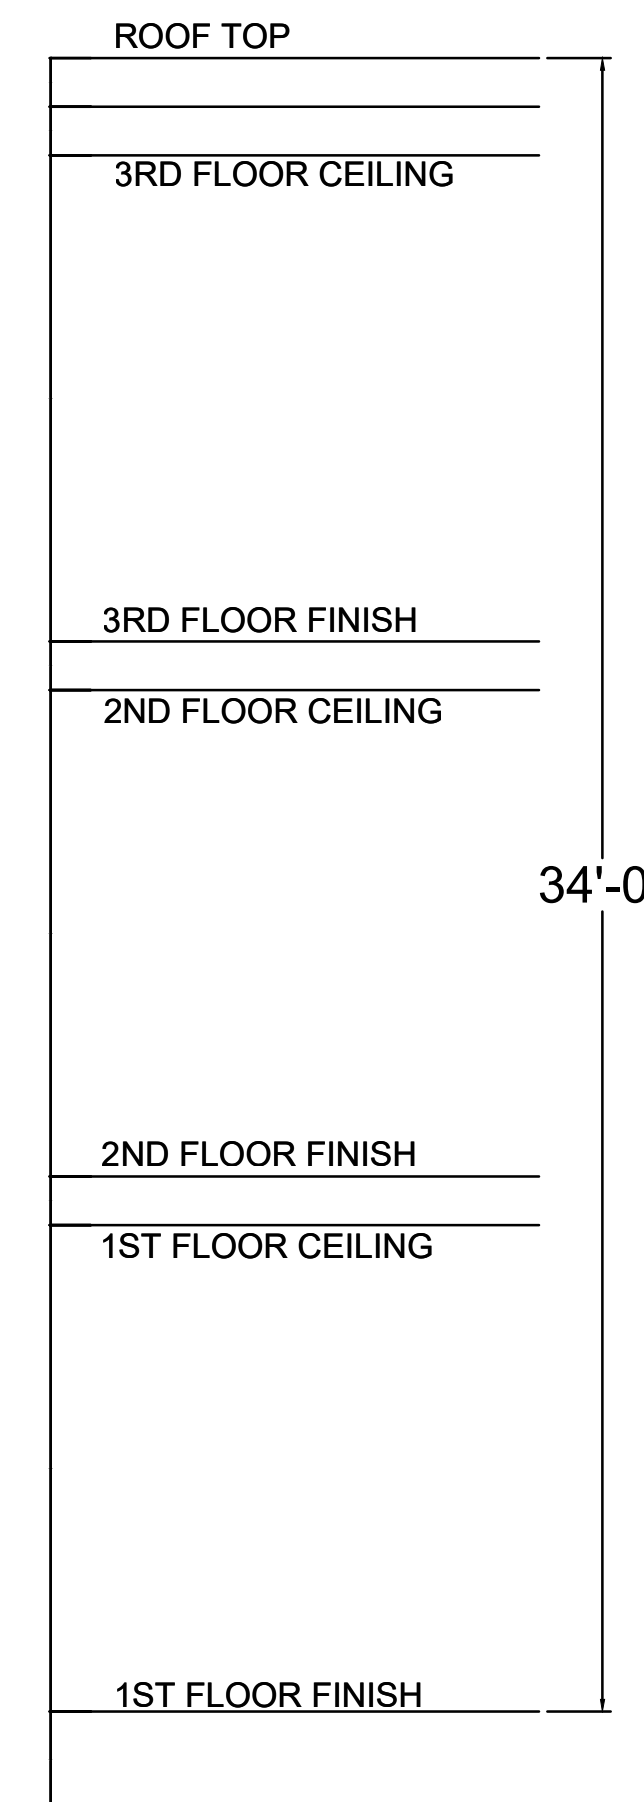 ROOF TOP
3RD FLOOR CEILING
3RD FLOOR FINISH
2ND FLOOR CEILING
34'-0
2ND FLOOR FINISH
1ST FLOOR CEILING
1ST FLOOR FINISH